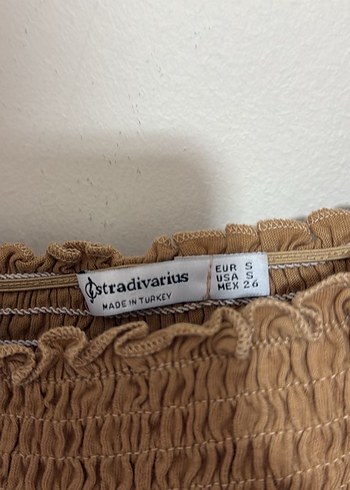 stradivarius
MADE IN TURKEY
EUR S
USA S
MEX 26